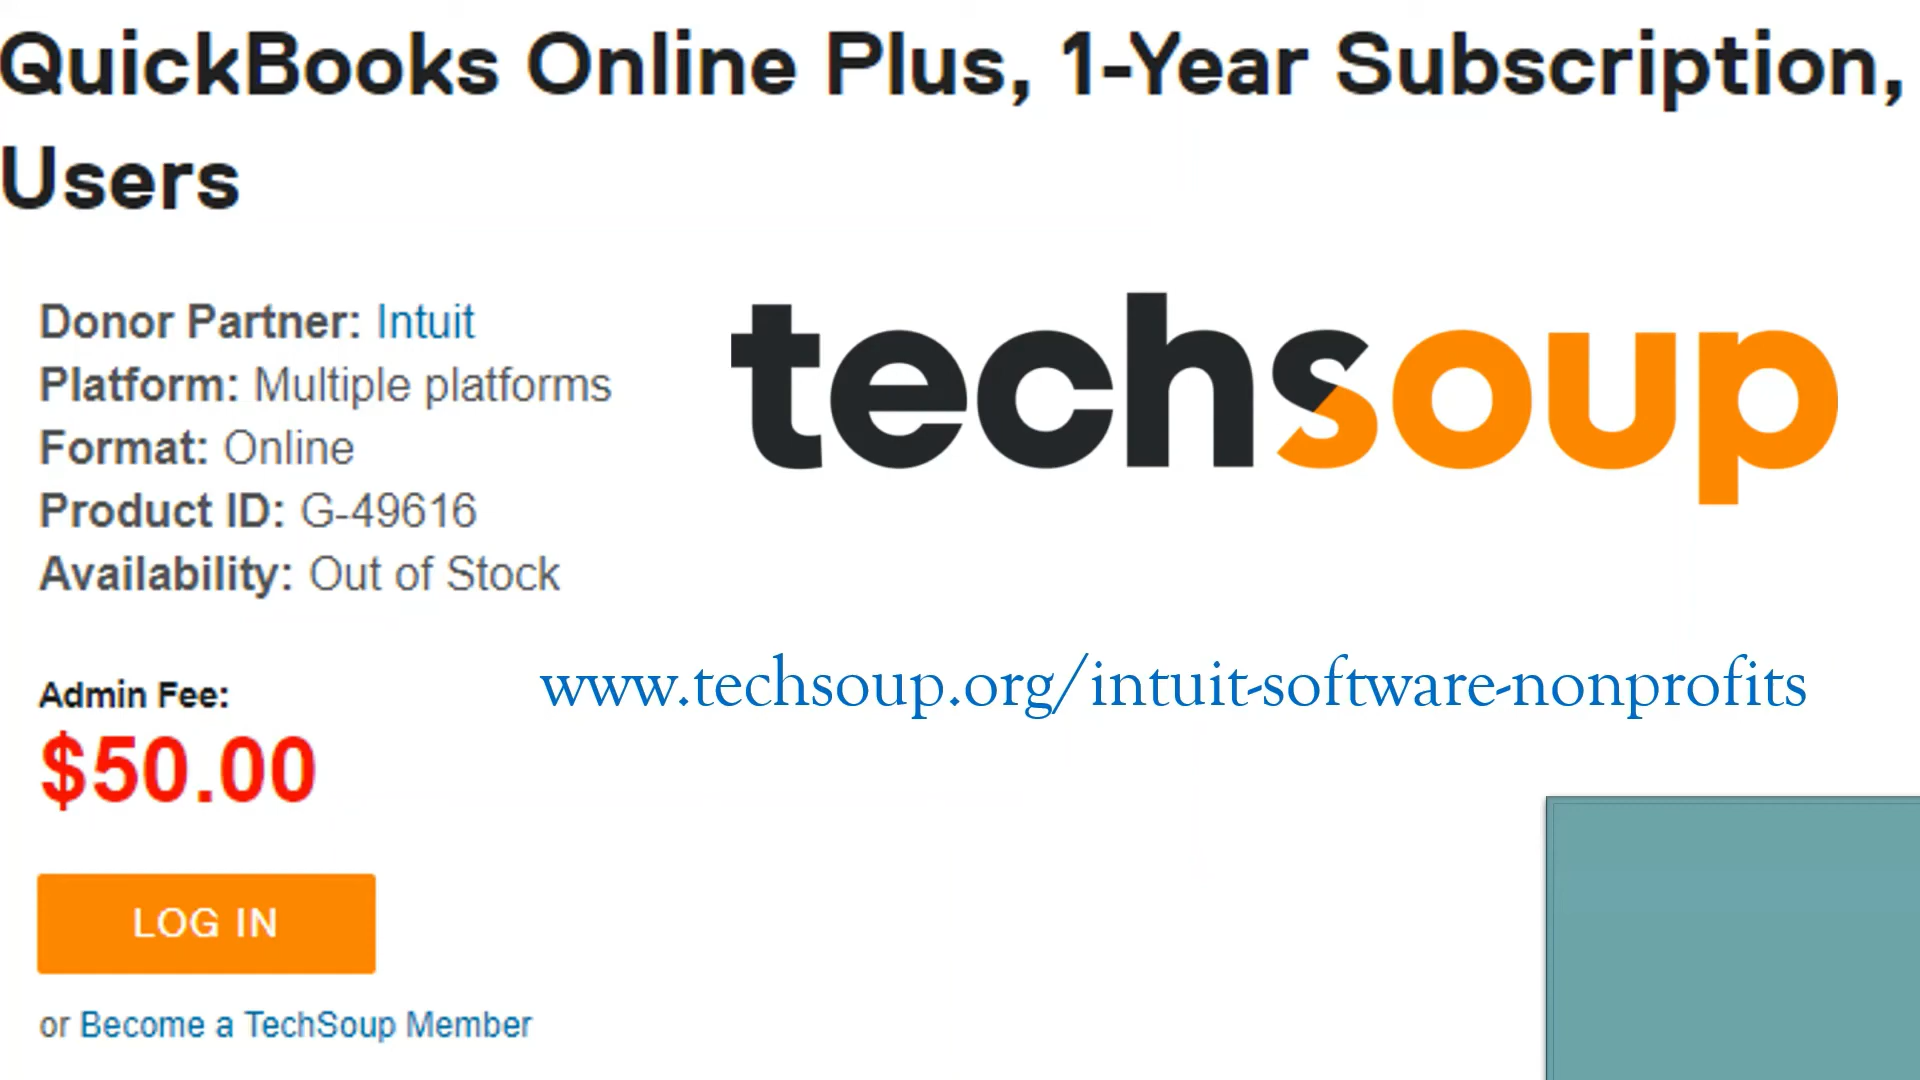 QuickBooks Online Plus, 1-Year Subscription,
Users
Donor Partner: Intuit
Platform: Multiple platforms
Format: Online
Product ID: G-49616
Availability: Out of Stock
techsoup
www.techsoup.org/intuit-software-nonprofits
Admin Fee:
$50.00
LOG IN
or Become a TechSoup Member